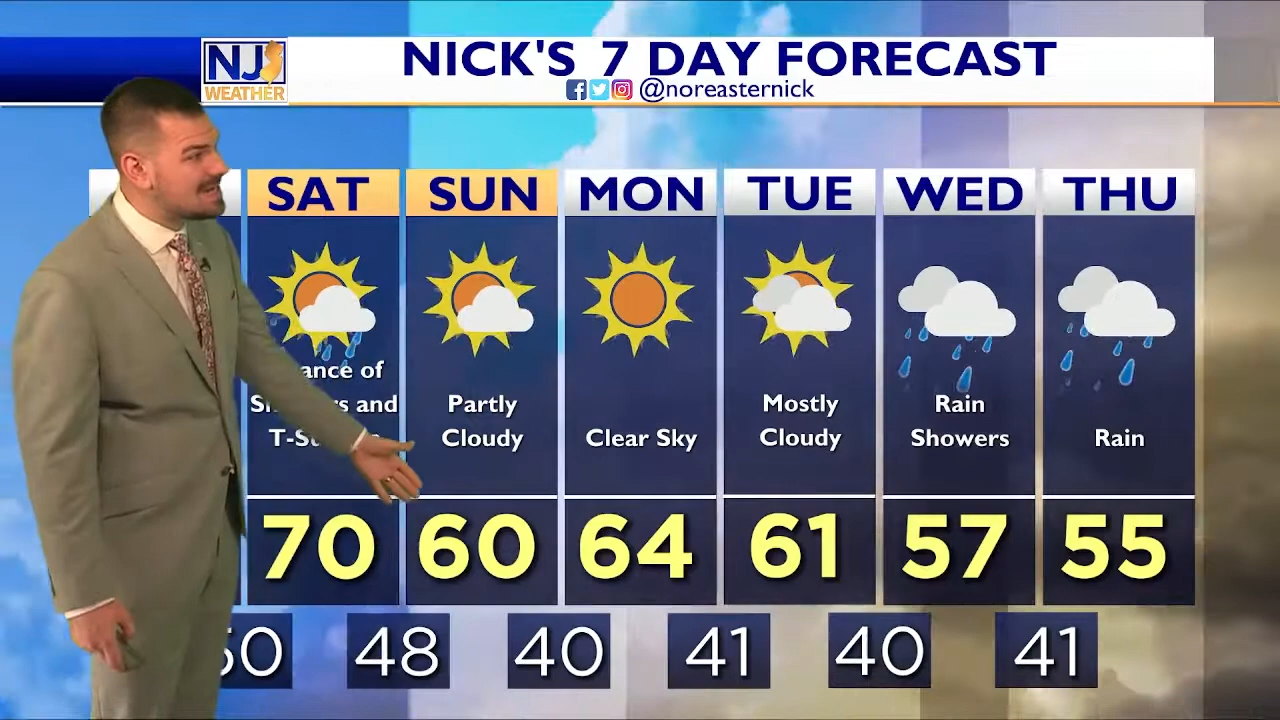 NJ
WEATHER
NICK'S 7 DAY FORECAST
@noreasternick
SAT SUN MON TUE WED THU
and
Partly
Cloudy
Clear Sky
Mostly
Cloudy
Rain
Showers
Rain
70 60 64 61 57 55
48 40 41 40 41